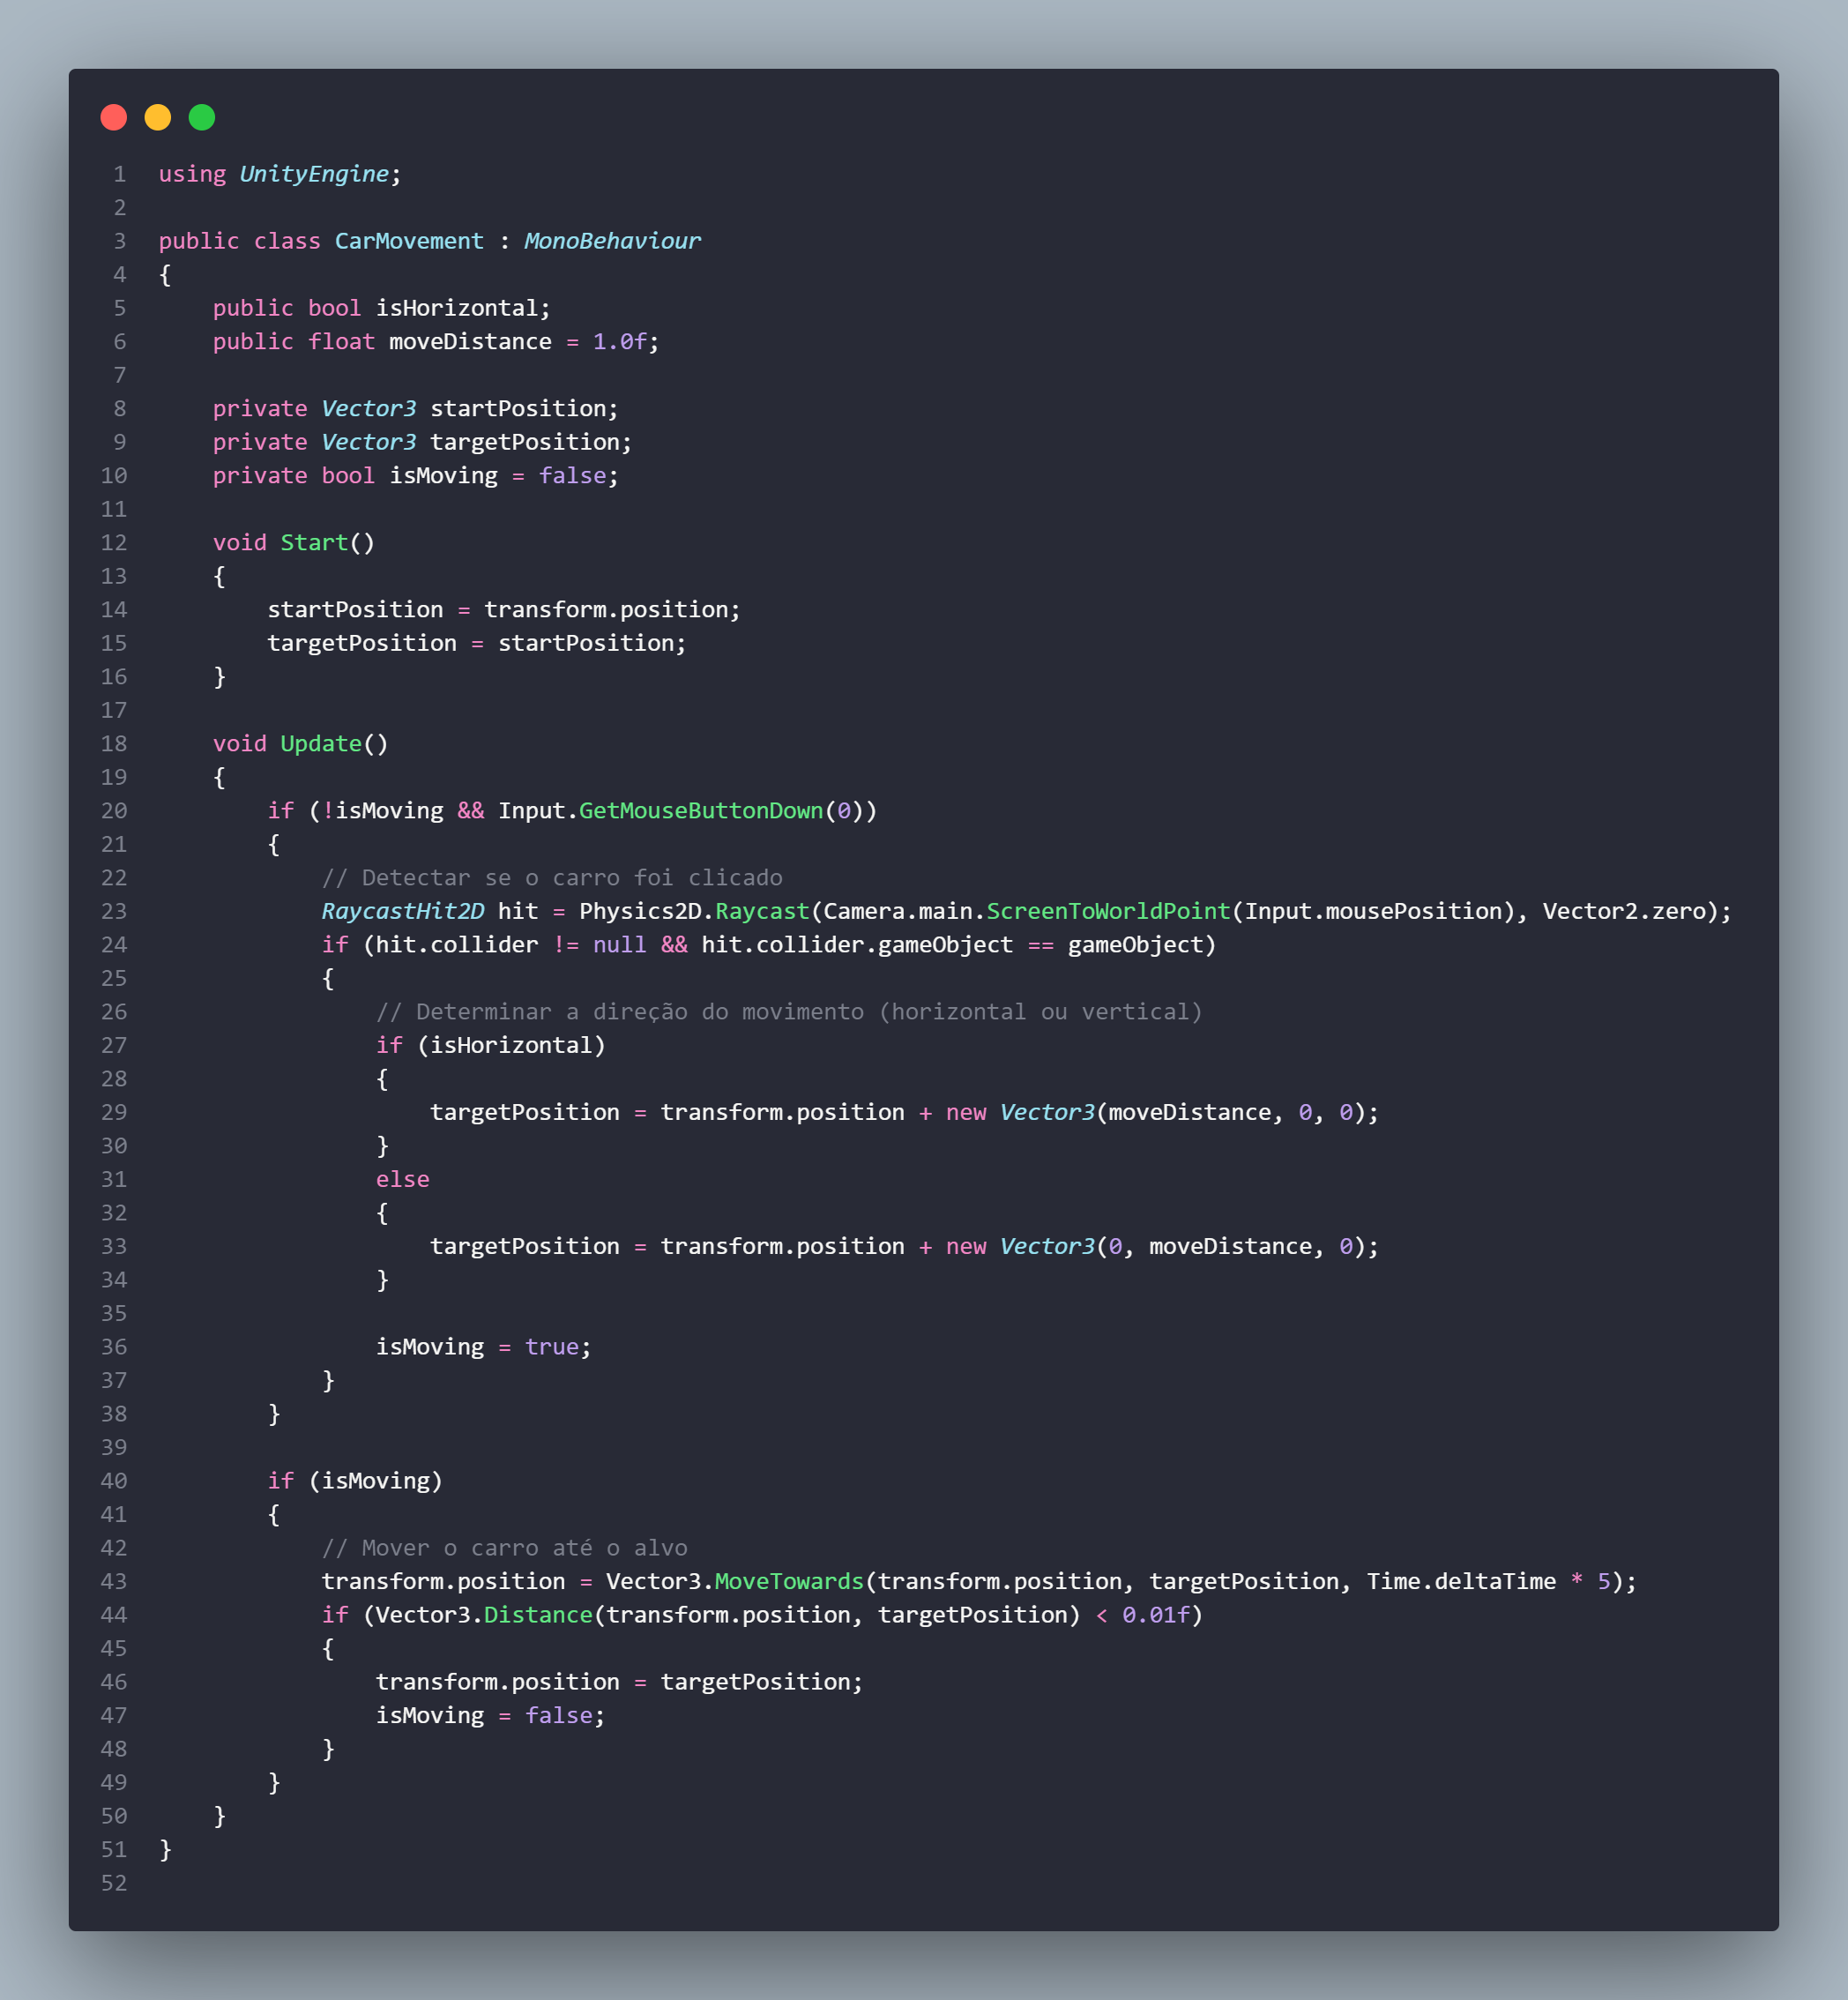 1 using UnityEngine;
2
3 public class CarMovement : MonoBehaviour
4 {
5     public bool isHorizontal;
6     public float moveDistance = 1.0f;
7
8     private Vector3 startPosition;
9     private Vector3 targetPosition;
10     private bool isMoving = false;
11
12     void Start()
13     {
14         startPosition = transform.position;
15         targetPosition = startPosition;
16     }
17
18     void Update()
19     {
20         if (!isMoving && Input.GetMouseButtonDown(0))
21         {
22             // Detectar se o carro foi clicado
23             RaycastHit2D hit = Physics2D.Raycast(Camera.main.ScreenToWorldPoint(Input.mousePosition), Vector2.zero);
24             if (hit.collider != null && hit.collider.gameObject == gameObject)
25             {
26                 // Determinar a direção do movimento (horizontal ou vertical)
27                 if (isHorizontal)
28                 {
29                     targetPosition = transform.position + new Vector3(moveDistance, 0, 0);
30                 }
31                 else
32                 {
33                     targetPosition = transform.position + new Vector3(0, moveDistance, 0);
34                 }
35
36                 isMoving = true;
37             }
38         }
39
40         if (isMoving)
41         {
42             // Mover o carro até o alvo
43             transform.position = Vector3.MoveTowards(transform.position, targetPosition, Time.deltaTime * 5);
44             if (Vector3.Distance(transform.position, targetPosition) < 0.01f)
45             {
46                 transform.position = targetPosition;
47                 isMoving = false;
48             }
49         }
50     }
51 }
52